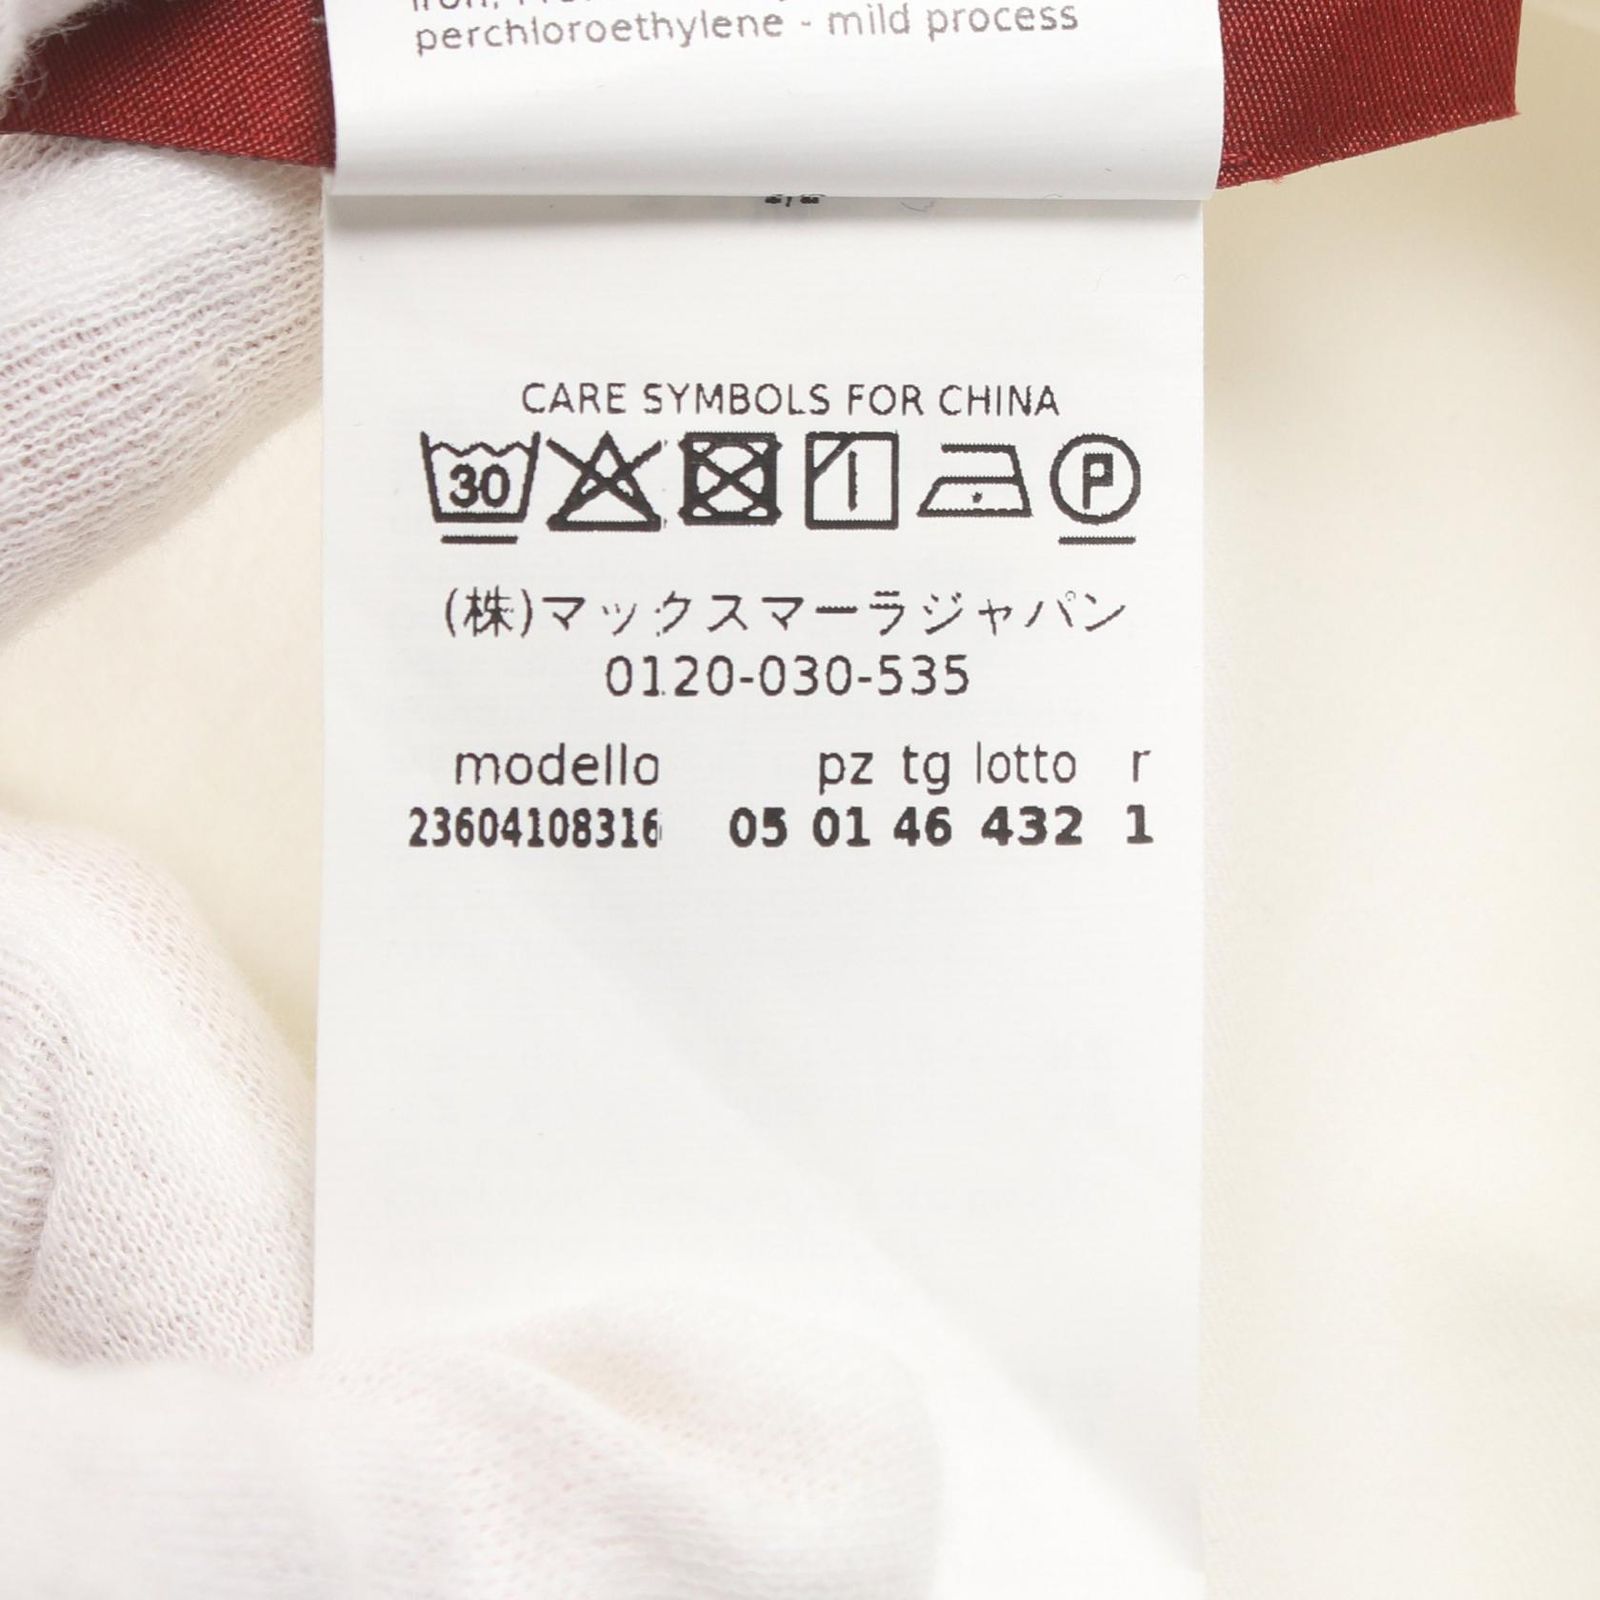 perchloroethylene - mild process
CARE SYMBOLS FOR CHINA
30 P
(株)マックスマーラジャパン
0120-030-535
modello pz tg lotto r
23604108316 05 01 46 432 1